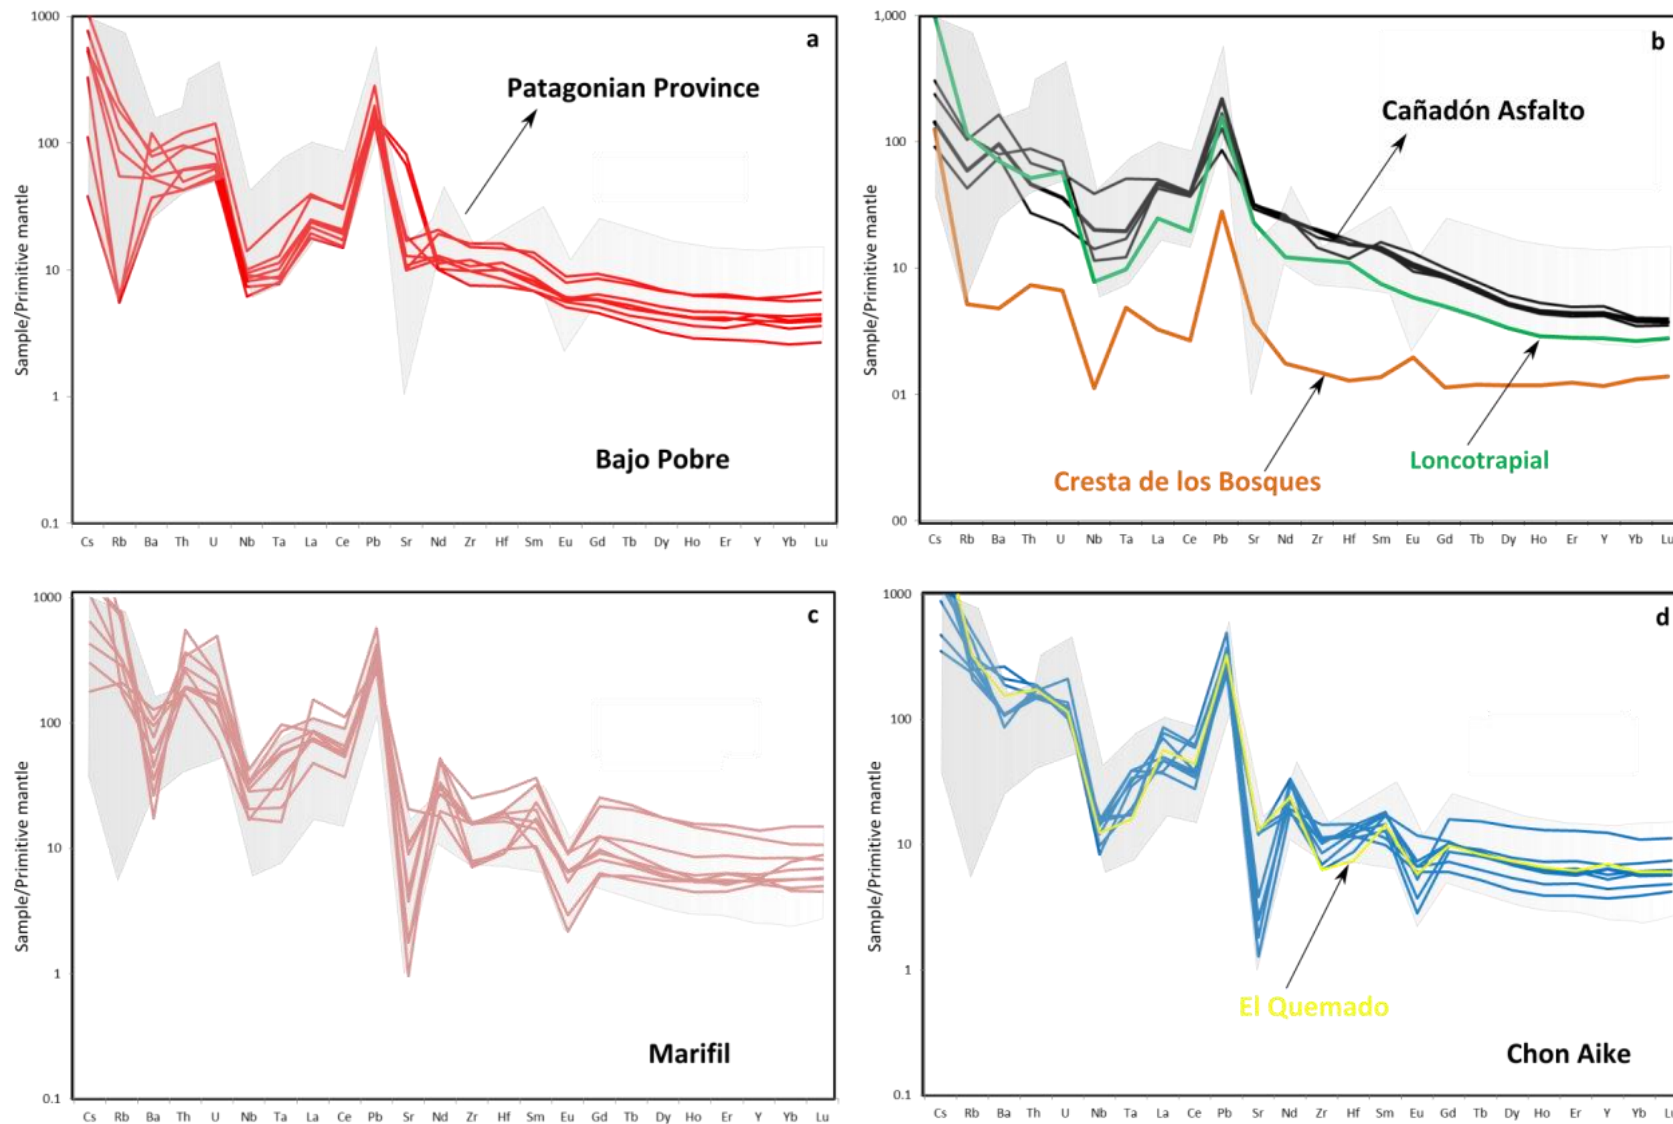 1000
a
Patagonian Province
100
10
1
0.1
Sample/Primitive mantle
Bajo Pobre
Cs Rb Ba Th U Nb Ta La Ce Pb Sr Nd Zr Hf Sm Eu Gd Tb Dy Ho Er Y Yb Lu
1,000
b
Cañadón Asfalto
100
10
01
00
Sample/Primitive mantle
Cresta de los Bosques
Loncotrapial
Cs Rb Ba Th U Nb Ta La Ce Pb Sr Nd Zr Hf Sm Eu Gd Tb Dy Ho Er Y Yb Lu
1000
c
100
10
1
0.1
Sample/Primitive mantle
Marifil
Cs Rb Ba Th U Nb Ta La Ce Pb Sr Nd Zr Hf Sm Eu Gd Tb Dy Ho Er Y Yb Lu
1000
d
100
10
1
0.1
Sample/Primitive mantle
El Quemado
Chon Aike
Cs Rb Ba Th U Nb Ta La Ce Pb Sr Nd Zr Hf Sm Eu Gd Tb Dy Ho Er Y Yb Lu